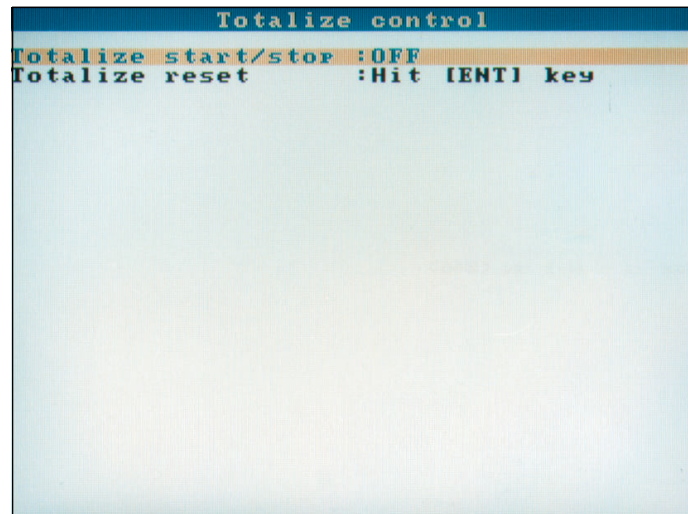 Totalize control
Totalize start/stop :OFF
Totalize reset :Hit [ENT] key